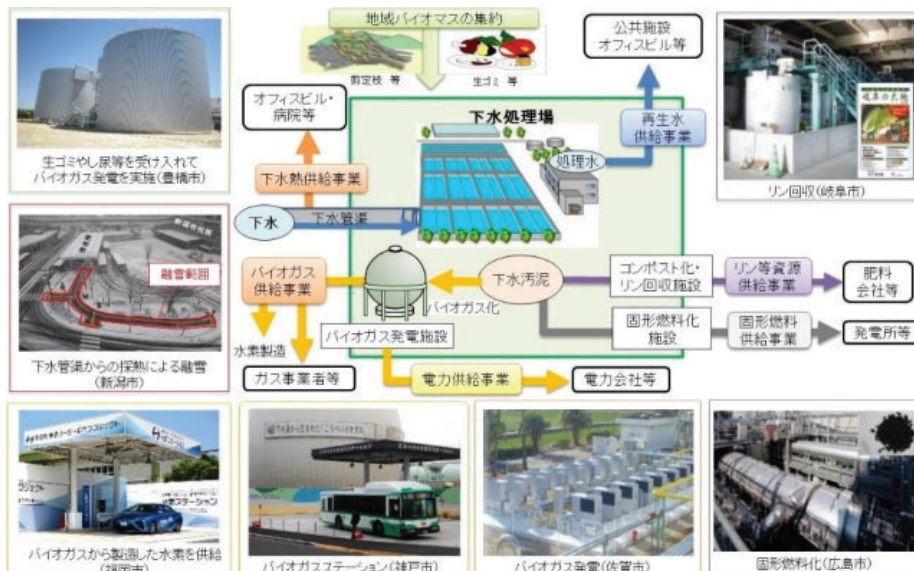 地域バイオマスの集約
剪定枝 等
生ゴミ 等
公共施設
オフィスビル等
オフィスビル・
病院等
下水処理場
再生水
供給事業
処理水
下水熱供給事業
下水
下水管渠
生ゴミやし尿等を受け入れて
バイオガス発電を実施(豊橋市)
リン回収(岐阜市)
融雪範囲
下水管渠からの採熱による融雪
(新潟市)
バイオガス
供給事業
バイオガス化
下水汚泥
コンポスト化・
リン回収施設
リン等資源
供給事業
肥料
会社等
固形燃料化
施設
固形燃料
供給事業
発電所等
水素製造
バイオガス発電施設
ガス事業者等
電力供給事業
電力会社等
バイオガスから製造した水素を供給
(福岡市)
バイオガスステーション(神戸市)
バイオガス発電(佐賀市)
固形燃料化(広島市)